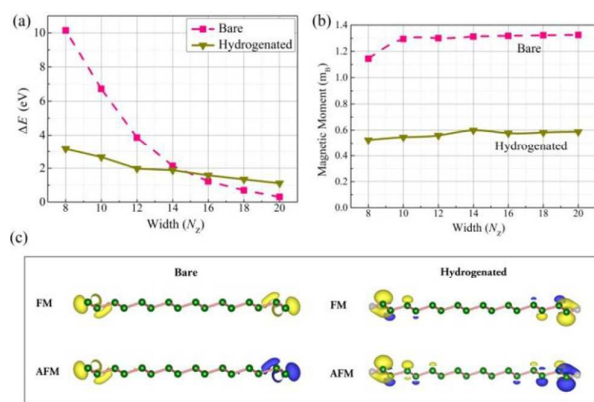 (a)
Bare
Hydrogenated
ΔE (eV)
10
8
6
4
2
0
8 10 12 14 16 18 20
Width (N_Z)
(b)
Bare
Hydrogenated
Magnetic Moment (m_B)
1.4
1.2
1.0
0.8
0.6
0.4
0.2
0.0
8 10 12 14 16 18 20
Width (N_Z)
(c)
Bare Hydrogenated
FM FM
AFM AFM